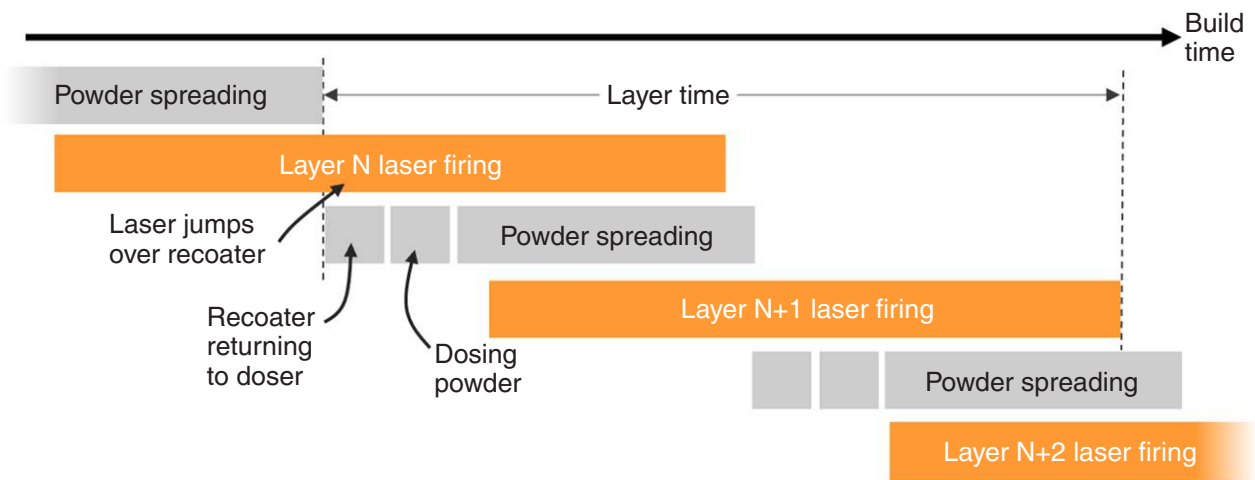 Build
time
Powder spreading
Layer time
Layer N laser firing
Laser jumps
over recoater
Powder spreading
Recoater
returning
to doser
Dosing
powder
Layer N+1 laser firing
Powder spreading
Layer N+2 laser firing